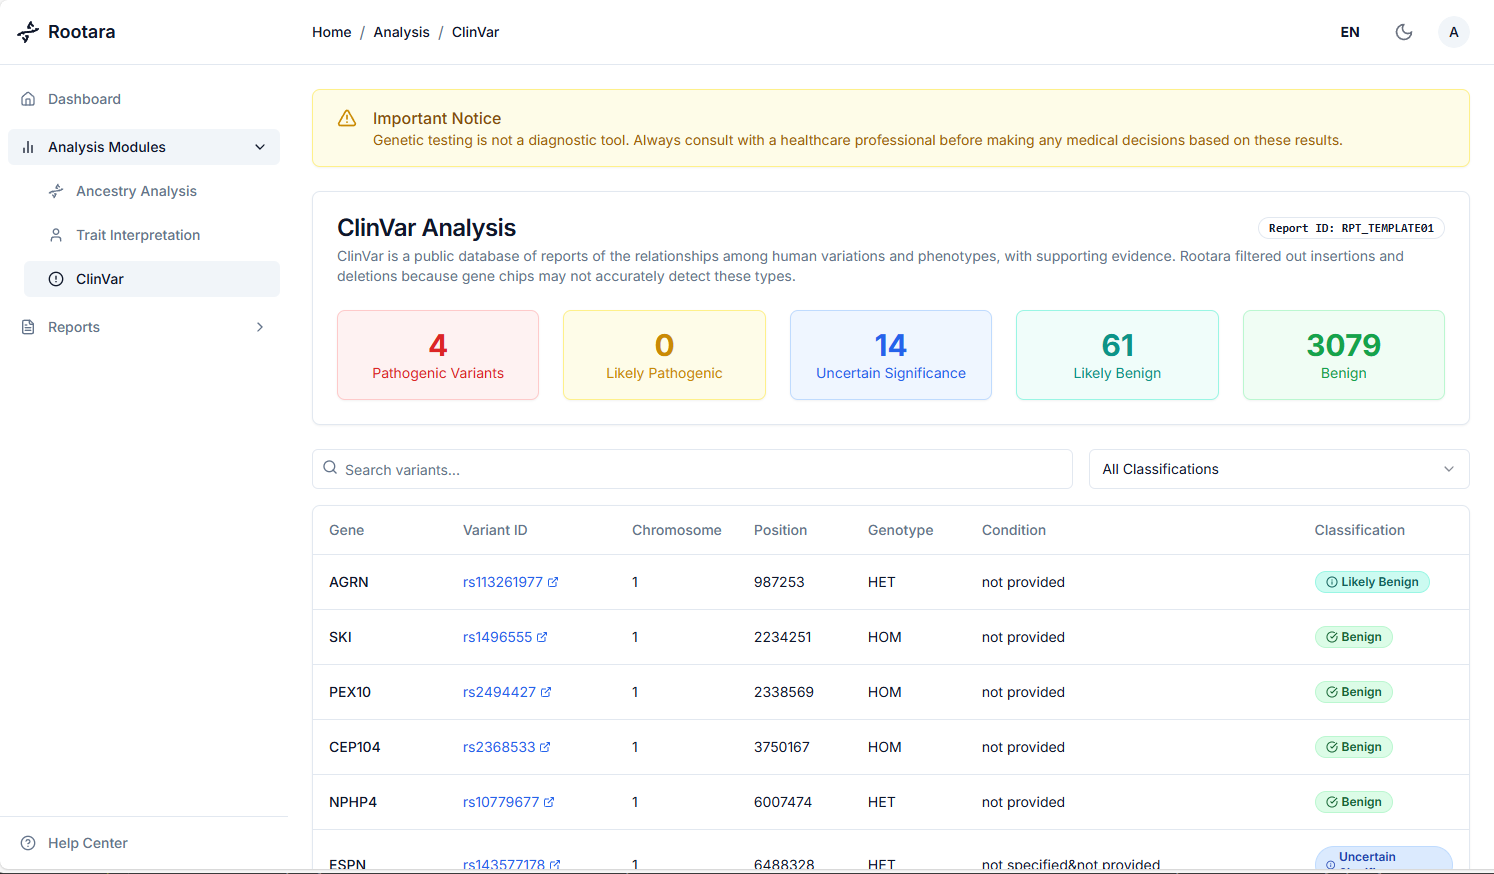 Rootara
Home / Analysis / ClinVar
EN
A
Dashboard
Analysis Modules
Ancestry Analysis
Trait Interpretation
ClinVar
Reports
Help Center
Important Notice
Genetic testing is not a diagnostic tool. Always consult with a healthcare professional before making any medical decisions based on these results.
ClinVar Analysis
Report ID: RPT_TEMPLATE01
ClinVar is a public database of reports of the relationships among human variations and phenotypes, with supporting evidence. Rootara filtered out insertions and
deletions because gene chips may not accurately detect these types.
4
Pathogenic Variants
0
Likely Pathogenic
14
Uncertain Significance
61
Likely Benign
3079
Benign
Search variants...
All Classifications
Gene Variant ID Chromosome Position Genotype Condition Classification
AGRN rs113261977 1 987253 HET not provided Likely Benign
SKI rs1496555 1 2234251 HOM not provided Benign
PEX10 rs2494427 1 2338569 HOM not provided Benign
CEP104 rs2368533 1 3750167 HOM not provided Benign
NPHP4 rs10779677 1 6007474 HET not provided Benign
ESPN rs143577178 1 6488328 HET not specified&not provided Uncertain